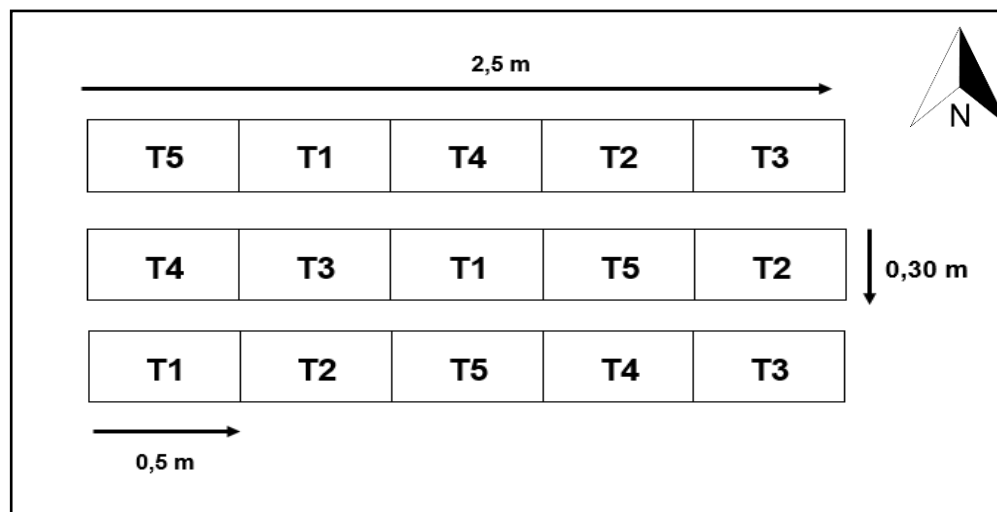 2,5 m
N
T5 T1 T4 T2 T3
T4 T3 T1 T5 T2
0,30 m
T1 T2 T5 T4 T3
0,5 m